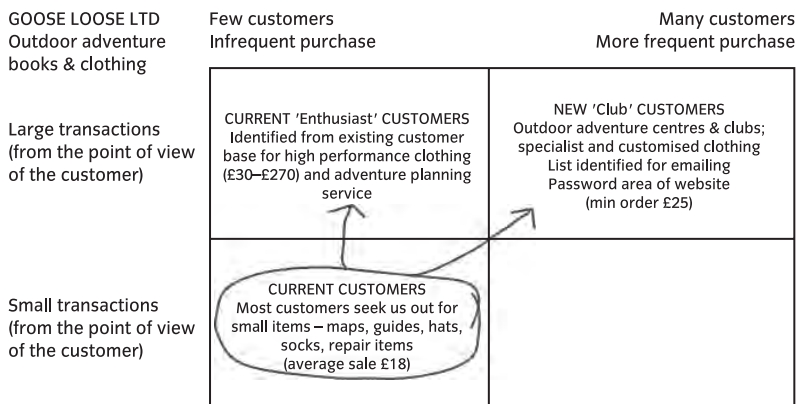 GOOSE LOOSE LTD
Outdoor adventure
books & clothing
Few customers
Infrequent purchase
Many customers
More frequent purchase
Large transactions
(from the point of view
of the customer)
CURRENT 'Enthusiast' CUSTOMERS
Identified from existing customer
base for high performance clothing
(£30–£270) and adventure planning
service
NEW 'Club' CUSTOMERS
Outdoor adventure centres & clubs;
specialist and customised clothing
List identified for emailing
Password area of website
(min order £25)
Small transactions
(from the point of view
of the customer)
CURRENT CUSTOMERS
Most customers seek us out for
small items – maps, guides, hats,
socks, repair items
(average sale £18)